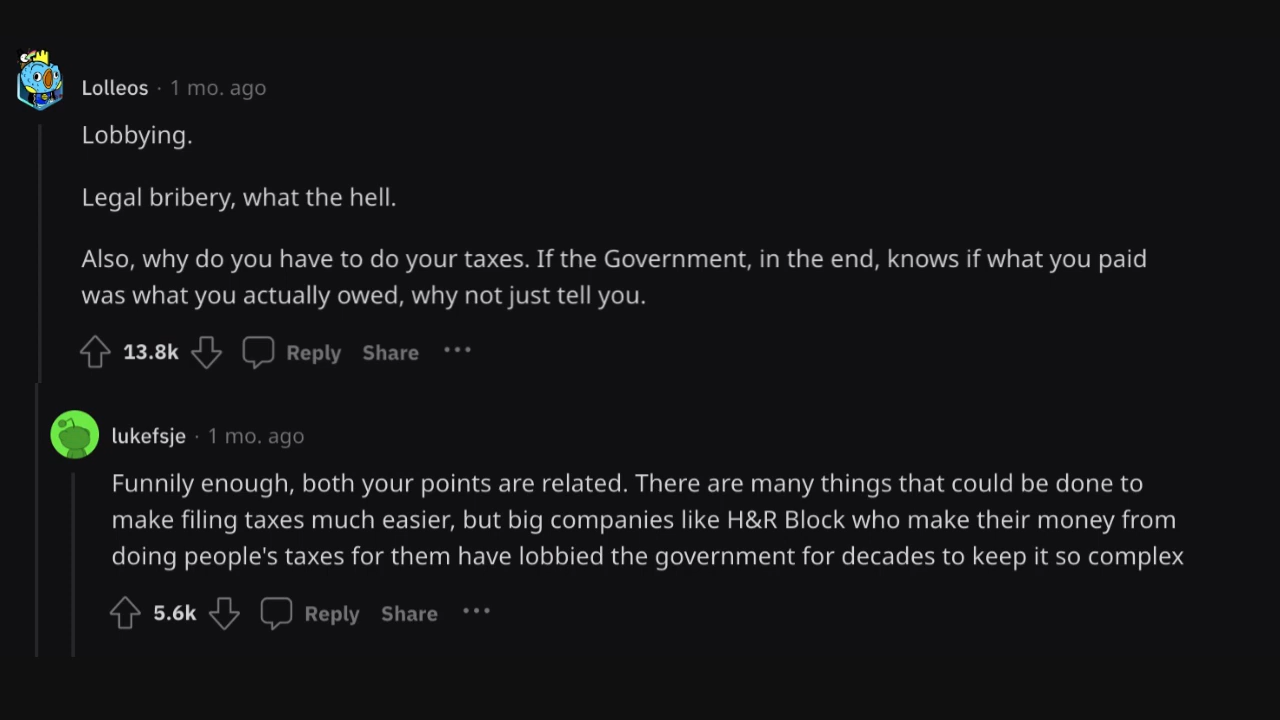 Lolleos · 1 mo. ago
Lobbying.
Legal bribery, what the hell.
Also, why do you have to do your taxes. If the Government, in the end, knows if what you paid
was what you actually owed, why not just tell you.
13.8k Reply Share ···
lukefsje · 1 mo. ago
Funnily enough, both your points are related. There are many things that could be done to
make filing taxes much easier, but big companies like H&R Block who make their money from
doing people's taxes for them have lobbied the government for decades to keep it so complex
5.6k Reply Share ···